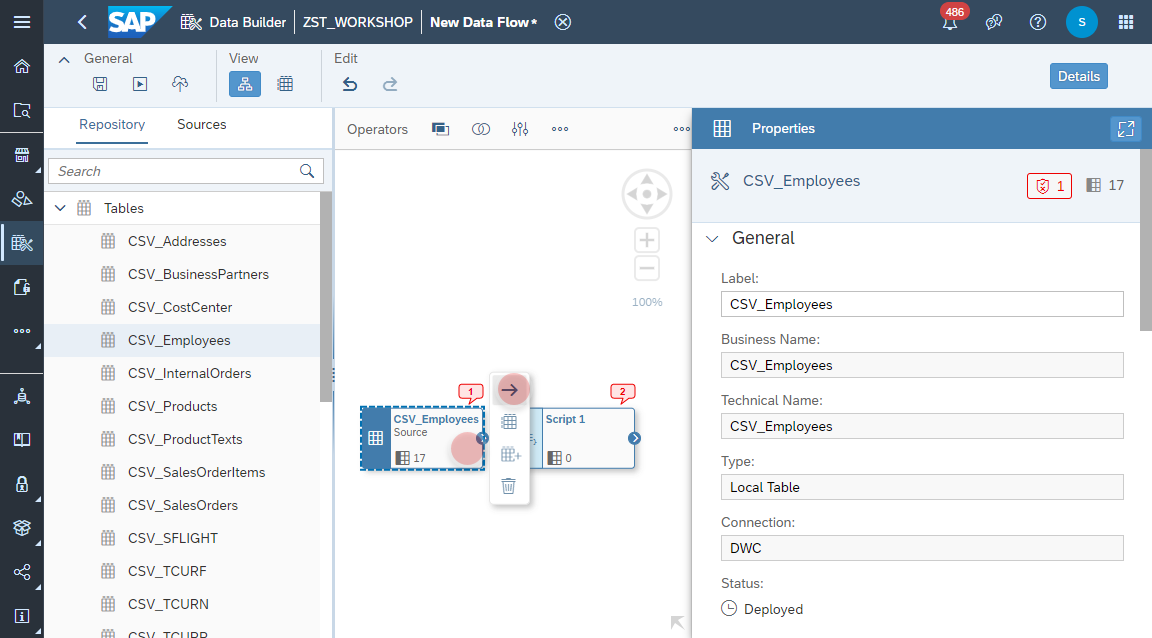 SAP Data Builder ZST_WORKSHOP New Data Flow* 486 S
General View Edit
Details
Repository Sources
Search
Tables
CSV_Addresses
CSV_BusinessPartners
CSV_CostCenter
CSV_Employees
CSV_InternalOrders
CSV_Products
CSV_ProductTexts
CSV_SalesOrderItems
CSV_SalesOrders
CSV_SFLIGHT
CSV_TCURF
CSV_TCURN
CSV_TCURR
Operators
100%
1
CSV_Employees
Source
17
2
Script 1
0
Properties
CSV_Employees 1 17
General
Label:
CSV_Employees
Business Name:
CSV_Employees
Technical Name:
CSV_Employees
Type:
Local Table
Connection:
DWC
Status:
Deployed